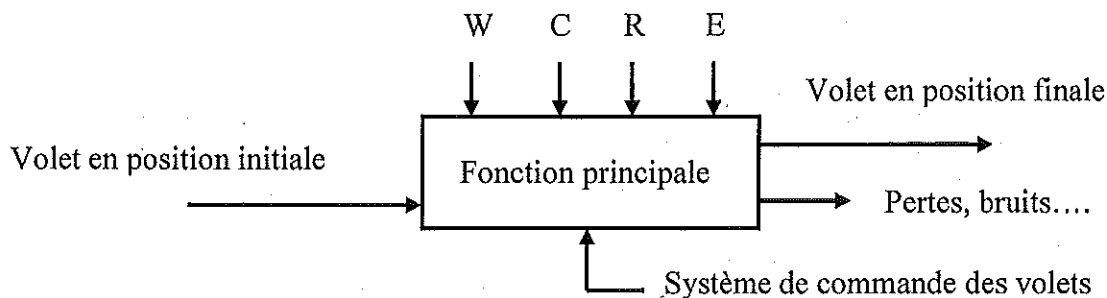 W C R E
Volet en position finale
Volet en position initiale
Fonction principale
Pertes, bruits….
Système de commande des volets